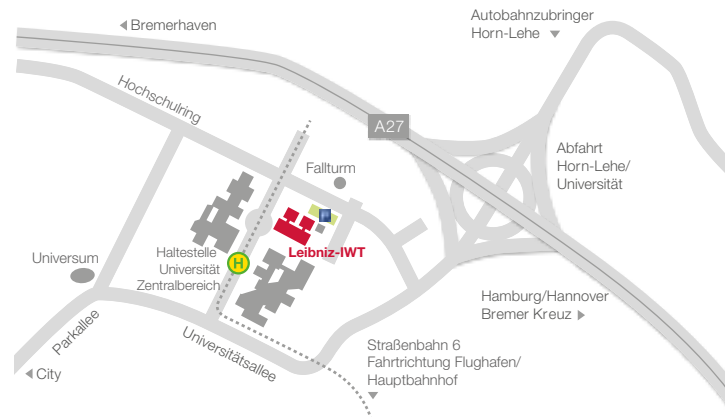 Bremerhaven
Autobahnzubringer
Horn-Lehe
Hochschulring
A27
Abfahrt
Horn-Lehe/
Universität
Fallturm
Haltestelle
Universität
Zentralbereich
H
Leibniz-IWT
Universum
Parkallee
Universitätsallee
City
Hamburg/Hannover
Bremer Kreuz
Straßenbahn 6
Fahrtrichtung Flughafen/
Hauptbahnhof